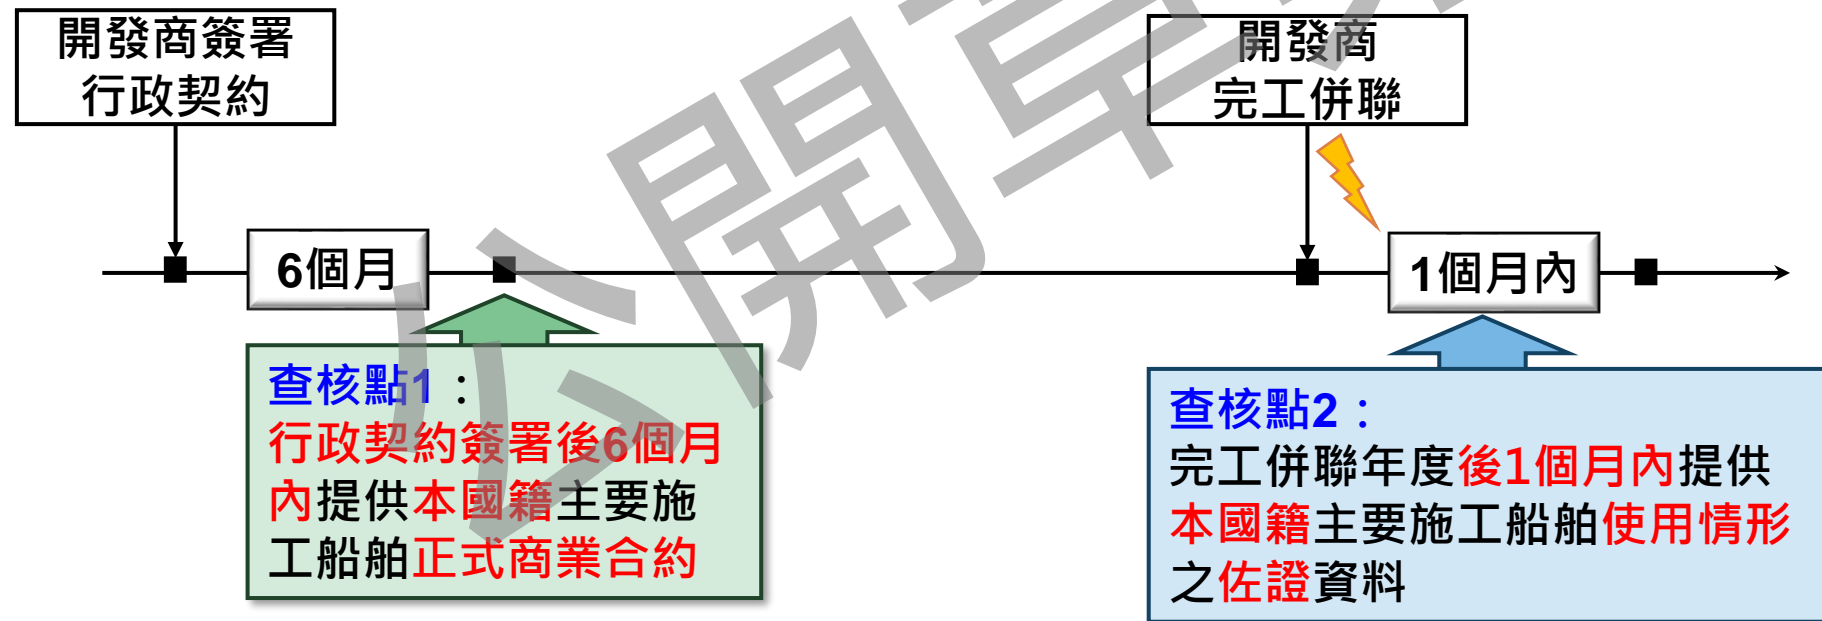 開發商簽署
行政契約
開發商
完工併聯
6個月
1個月內
查核點1：
行政契約簽署後6個月
內提供本國籍主要施
工船舶正式商業合約
查核點2：
完工併聯年度後1個月內提供
本國籍主要施工船舶使用情形
之佐證資料
公開草